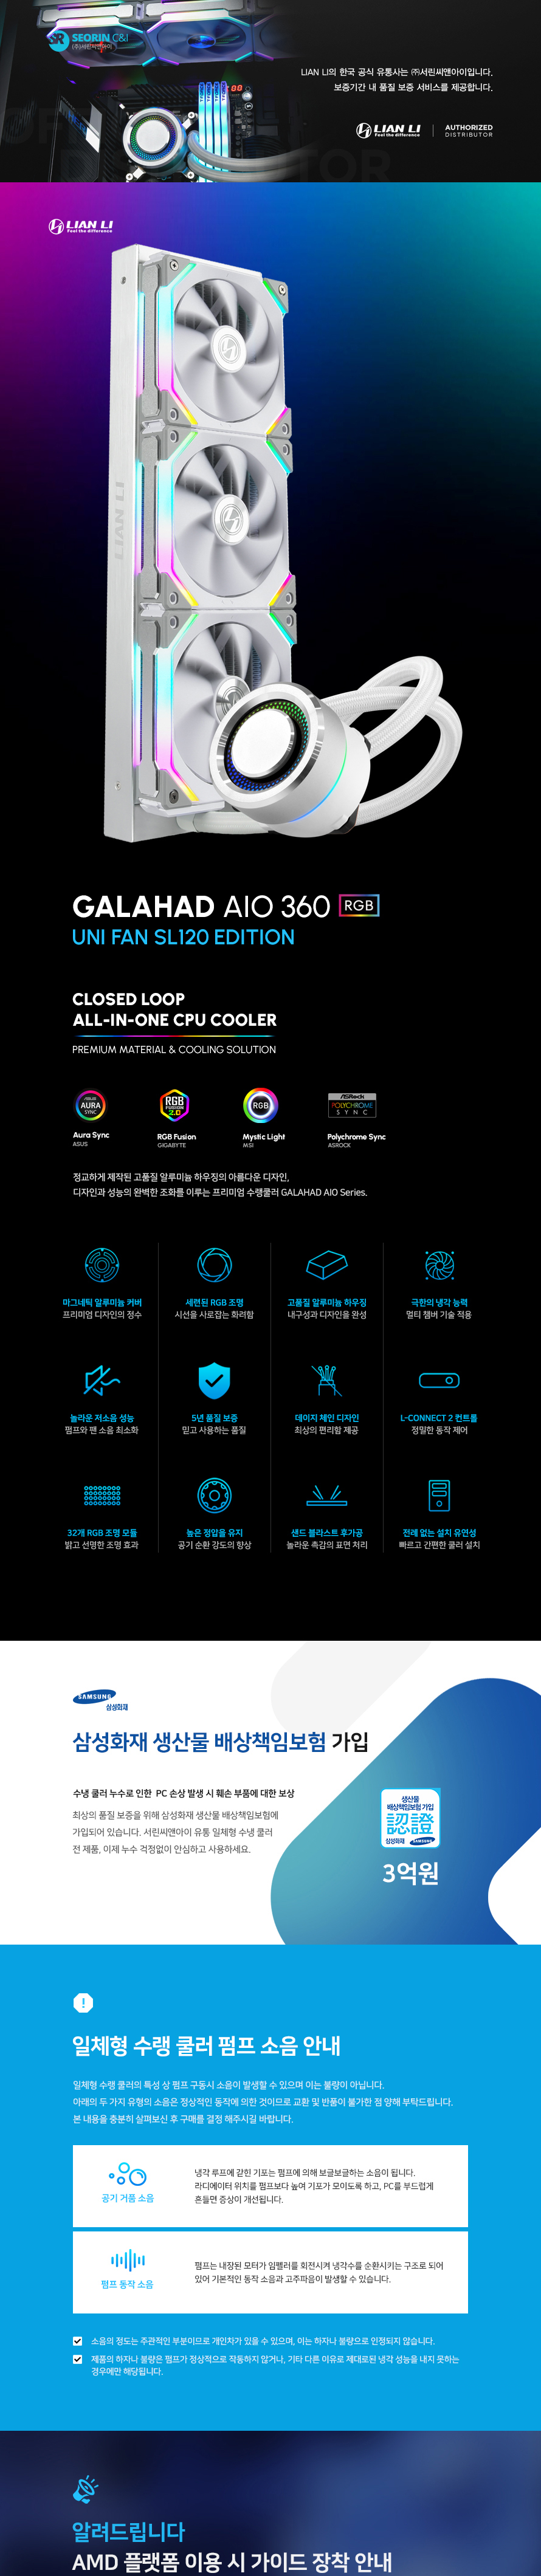 SEORIN C&I
(주)서린씨앤아이
LIAN LI의 한국 공식 유통사는 ㈜서린씨앤아이입니다.
보증기간 내 품질 보증 서비스를 제공합니다.
LIAN LI
Feel the difference
AUTHORIZED
DISTRIBUTOR
LIAN LI
Feel the difference
LIAN LI
GALAHAD AIO 360 RGB
UNI FAN SL120 EDITION
CLOSED LOOP
ALL-IN-ONE CPU COOLER
PREMIUM MATERIAL & COOLING SOLUTION
ASUS AURA SYNC
RGB FUSION 2.0
RGB
ASRock POLYCHROME SYNC
Aura Sync
ASUS
RGB Fusion
GIGABYTE
Mystic Light
MSI
Polychrome Sync
ASROCK
정교하게 제작된 고품질 알루미늄 하우징의 아름다운 디자인,
디자인과 성능의 완벽한 조화를 이루는 프리미엄 수랭쿨러 GALAHAD AIO Series.
마그네틱 알루미늄 커버
프리미엄 디자인의 정수
세련된 RGB 조명
시선을 사로잡는 화려함
고품질 알루미늄 하우징
내구성과 디자인을 완성
극한의 냉각 능력
멀티 챔버 기술 적용
놀라운 저소음 성능
펌프와 팬 소음 최소화
5년 품질 보증
믿고 사용하는 품질
데이지 체인 디자인
최상의 편리함 제공
L-CONNECT 2 컨트롤
정밀한 동작 제어
32개 RGB 조명 모듈
밝고 선명한 조명 효과
높은 정압을 유지
공기 순환 강도의 향상
샌드 블라스트 후가공
놀라운 촉감의 표면 처리
전례 없는 설치 유연성
빠르고 간편한 쿨러 설치
SAMSUNG
삼성화재
삼성화재 생산물 배상책임보험 가입
수냉 쿨러 누수로 인한 PC 손상 발생 시 훼손 부품에 대한 보상
최상의 품질 보증을 위해 삼성화재 생산물 배상책임보험에
가입되어 있습니다. 서린씨앤아이 유통 일체형 수냉 쿨러
전 제품, 이제 누수 걱정없이 안심하고 사용하세요.
생산물
배상책임보험 가입
認證
삼성화재 SAMSUNG
3억원
일체형 수랭 쿨러 펌프 소음 안내
일체형 수랭 쿨러의 특성 상 펌프 구동시 소음이 발생할 수 있으며 이는 불량이 아닙니다.
아래의 두 가지 유형의 소음은 정상적인 동작에 의한 것이므로 교환 및 반품이 불가한 점 양해 부탁드립니다.
본 내용을 충분히 살펴보신 후 구매를 결정 해주시길 바랍니다.
공기 거품 소음
냉각 루프에 갇힌 기포는 펌프에 의해 보글보글하는 소음이 됩니다.
라디에이터 위치를 펌프보다 높여 기포가 모이도록 하고, PC를 부드럽게
흔들면 증상이 개선됩니다.
펌프 동작 소음
펌프는 내장된 모터가 임펠러를 회전시켜 냉각수를 순환시키는 구조로 되어
있어 기본적인 동작 소음과 고주파음이 발생할 수 있습니다.
소음의 정도는 주관적인 부분이므로 개인차가 있을 수 있으며, 이는 하자나 불량으로 인정되지 않습니다.
제품의 하자나 불량은 펌프가 정상적으로 작동하지 않거나, 기타 다른 이유로 제대로된 냉각 성능을 내지 못하는
경우에만 해당됩니다.
알려드립니다
AMD 플랫폼 이용 시 가이드 장착 안내